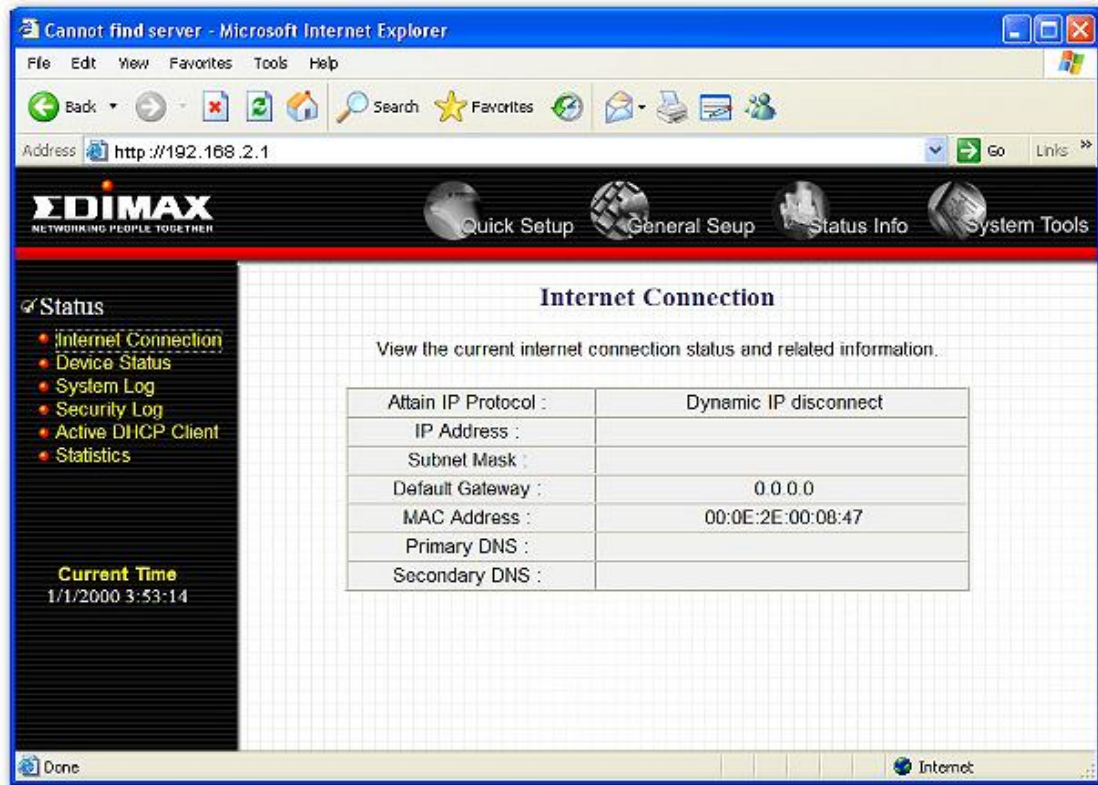 Cannot find server - Microsoft Internet Explorer
File Edit View Favorites Tools Help
Back Search Favorites
Address http://192.168.2.1 Go Links »
EDIMAX
NETWORKING PEOPLE TOGETHER
Quick Setup General Seup Status Info System Tools
Status
Internet Connection
Device Status
System Log
Security Log
Active DHCP Client
Statistics
Current Time
1/1/2000 3:53:14
Internet Connection
View the current internet connection status and related information.
Attain IP Protocol : Dynamic IP disconnect
IP Address :
Subnet Mask :
Default Gateway : 0.0.0.0
MAC Address : 00:0E:2E:00:08:47
Primary DNS :
Secondary DNS :
Done Internet